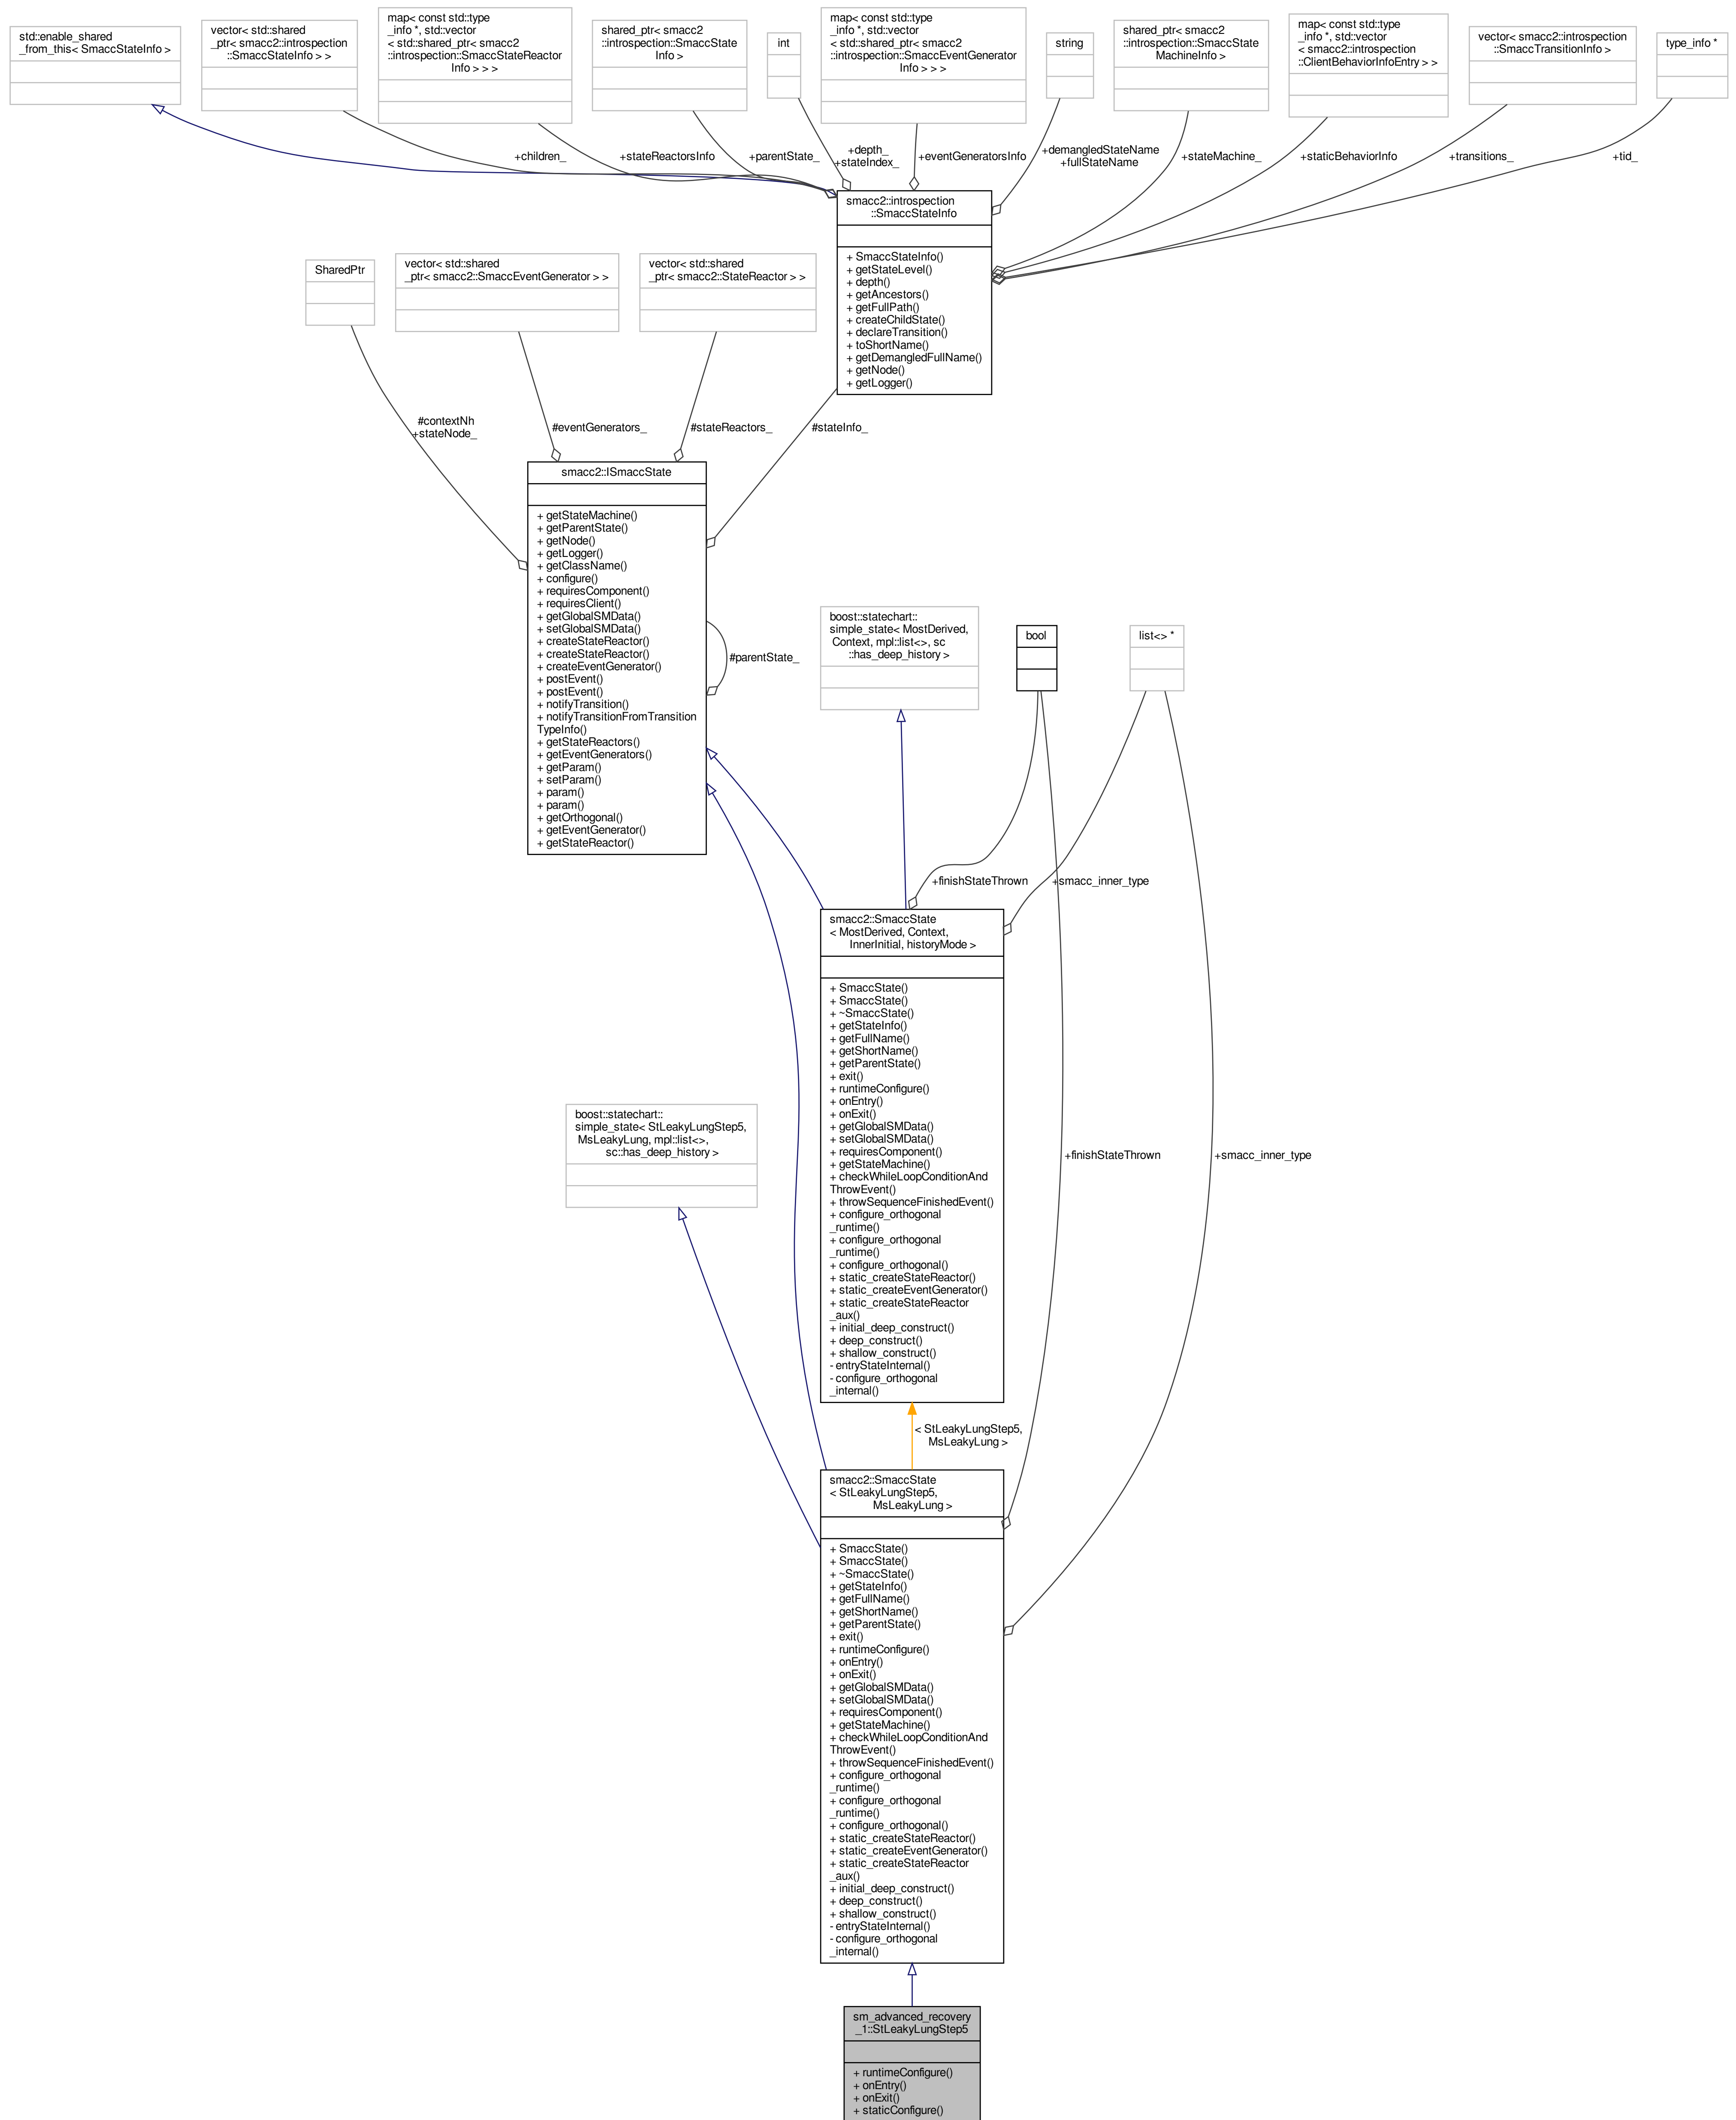 std::enable_shared
_from_this< SmaccStateInfo >
vector< std::shared
_ptr< smacc2::introspection
::SmaccStateInfo > >
map< const std::type
_info *, std::vector
< std::shared_ptr< smacc2
::introspection::SmaccStateReactor
Info > > >
shared_ptr< smacc2
::introspection::SmaccState
Info >
int
map< const std::type
_info *, std::vector
< std::shared_ptr< smacc2
::introspection::SmaccEventGenerator
Info > > >
string
shared_ptr< smacc2
::introspection::SmaccState
MachineInfo >
map< const std::type
_info *, std::vector
< smacc2::introspection
::ClientBehaviorInfoEntry > >
vector< smacc2::introspection
::SmaccTransitionInfo >
type_info *
+children_
+stateReactorsInfo
+parentState_
+depth_
+stateIndex_
+eventGeneratorsInfo
+demangledStateName
+fullStateName
+stateMachine_
+staticBehaviorInfo
+transitions_
+tid_
smacc2::introspection
::SmaccStateInfo
+ SmaccStateInfo()
+ getStateLevel()
+ depth()
+ getAncestors()
+ getFullPath()
+ createChildState()
+ declareTransition()
+ toShortName()
+ getDemangledFullName()
+ getNode()
+ getLogger()
SharedPtr
vector< std::shared
_ptr< smacc2::SmaccEventGenerator > >
vector< std::shared
_ptr< smacc2::StateReactor > >
#contextNh
+stateNode_
#eventGenerators_
#stateReactors_
#stateInfo_
smacc2::ISmaccState
+ getStateMachine()
+ getParentState()
+ getNode()
+ getLogger()
+ getClassName()
+ configure()
+ requiresComponent()
+ requiresClient()
+ getGlobalSMData()
+ setGlobalSMData()
+ createStateReactor()
+ createStateReactor()
+ createEventGenerator()
+ postEvent()
+ postEvent()
+ notifyTransition()
+ notifyTransitionFromTransition
TypeInfo()
+ getStateReactors()
+ getEventGenerators()
+ getParam()
+ setParam()
+ param()
+ param()
+ getOrthogonal()
+ getEventGenerator()
+ getStateReactor()
#parentState_
boost::statechart::
simple_state< MostDerived,
Context, mpl::list<>, sc
::has_deep_history >
bool
list<> *
+finishStateThrown
+smacc_inner_type
smacc2::SmaccState
< MostDerived, Context,
InnerInitial, historyMode >
+ SmaccState()
+ SmaccState()
+ ~SmaccState()
+ getStateInfo()
+ getFullName()
+ getShortName()
+ getParentState()
+ exit()
+ runtimeConfigure()
+ onEntry()
+ onExit()
+ getGlobalSMData()
+ setGlobalSMData()
+ requiresComponent()
+ getStateMachine()
+ checkWhileLoopConditionAnd
ThrowEvent()
+ throwSequenceFinishedEvent()
+ configure_orthogonal
_runtime()
+ configure_orthogonal
_runtime()
+ configure_orthogonal()
+ static_createStateReactor()
+ static_createEventGenerator()
+ static_createStateReactor
_aux()
+ initial_deep_construct()
+ deep_construct()
+ shallow_construct()
- entryStateInternal()
- configure_orthogonal
_internal()
boost::statechart::
simple_state< StLeakyLungStep5,
MsLeakyLung, mpl::list<>,
sc::has_deep_history >
+finishStateThrown
+smacc_inner_type
< StLeakyLungStep5,
MsLeakyLung >
smacc2::SmaccState
< StLeakyLungStep5,
MsLeakyLung >
+ SmaccState()
+ SmaccState()
+ ~SmaccState()
+ getStateInfo()
+ getFullName()
+ getShortName()
+ getParentState()
+ exit()
+ runtimeConfigure()
+ onEntry()
+ onExit()
+ getGlobalSMData()
+ setGlobalSMData()
+ requiresComponent()
+ getStateMachine()
+ checkWhileLoopConditionAnd
ThrowEvent()
+ throwSequenceFinishedEvent()
+ configure_orthogonal
_runtime()
+ configure_orthogonal
_runtime()
+ configure_orthogonal()
+ static_createStateReactor()
+ static_createEventGenerator()
+ static_createStateReactor
_aux()
+ initial_deep_construct()
+ deep_construct()
+ shallow_construct()
- entryStateInternal()
- configure_orthogonal
_internal()
sm_advanced_recovery
_1::StLeakyLungStep5
+ runtimeConfigure()
+ onEntry()
+ onExit()
+ staticConfigure()